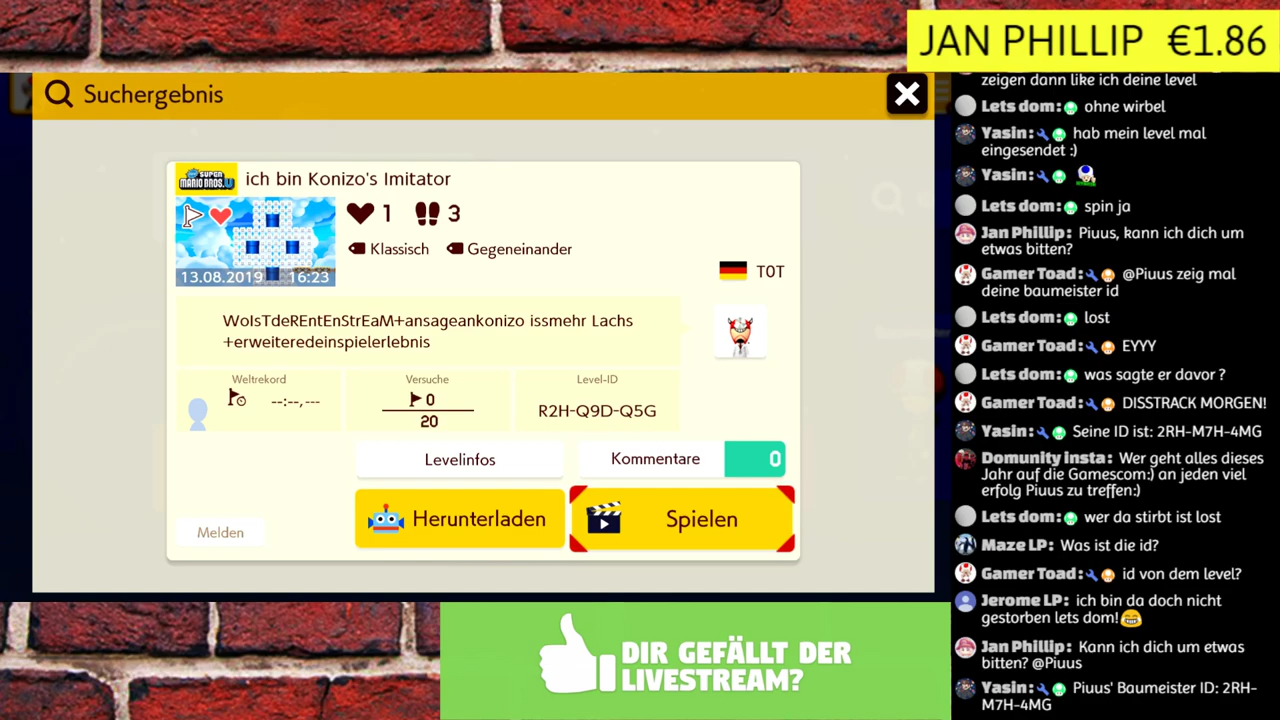 JAN PHILLIP €1.86
Suchergebnis
SUPER
MARIO BROS. U
ich bin Konizo's Imitator
1
3
Klassisch
Gegeneinander
13.08.2019 16:23
TOT
WoIsTdeREntEnStrEaM+ansageankonizo issmehr Lachs
+erweiteredeinspielerlebnis
Weltrekord
--:--,---
Versuche
0
20
Level-ID
R2H-Q9D-Q5G
Levelinfos
Kommentare
0
Melden
Herunterladen
Spielen
DIR GEFÄLLT DER
LIVESTREAM?
zeigen dann like ich deine level
Lets dom: ohne wirbel
Yasin: hab mein level mal
eingesendet :)
Yasin:
Lets dom: spin ja
Jan Phillip: Piuus, kann ich dich um
etwas bitten?
Gamer Toad: @Piuus zeig mal
deine baumeister id
Lets dom: lost
Gamer Toad: EYYY
Lets dom: was sagte er davor ?
Gamer Toad: DISSTRACK MORGEN!
Yasin: Seine ID ist: 2RH-M7H-4MG
Domunity insta: Wer geht alles dieses
Jahr auf die Gamescom:) an jeden viel
erfolg Piuus zu treffen:)
Lets dom: wer da stirbt ist lost
Maze LP: Was ist die id?
Gamer Toad: id von dem level?
Jerome LP: ich bin da doch nicht
gestorben lets dom!
Jan Phillip: Kann ich dich um etwas
bitten? @Piuus
Yasin: Piuus' Baumeister ID: 2RH-
M7H-4MG